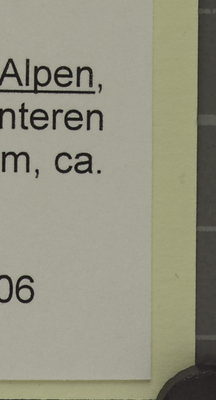 Alpen,
nteren
m, ca.
06